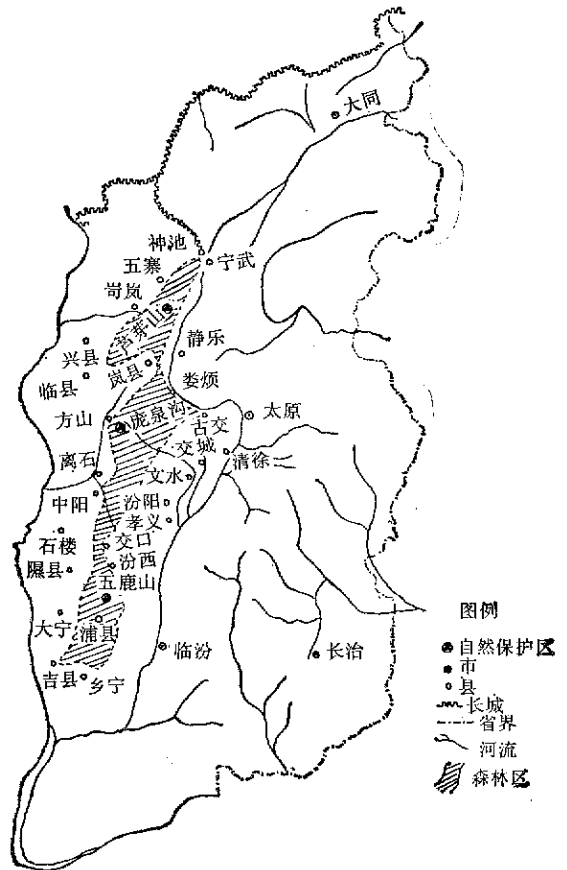 大同
神池
宁武
五寨
岢岚
芦芽山
静乐
兴县
岚县
临县
娄烦
方山
庞泉沟
古交
太原
交城
清徐
离石
文水
中阳
汾阳
孝义
石楼
交口
隰县
汾西
五鹿山
大宁
浦县
临汾
长治
吉县
乡宁
图例
自然保护区
市
县
长城
省界
河流
森林区